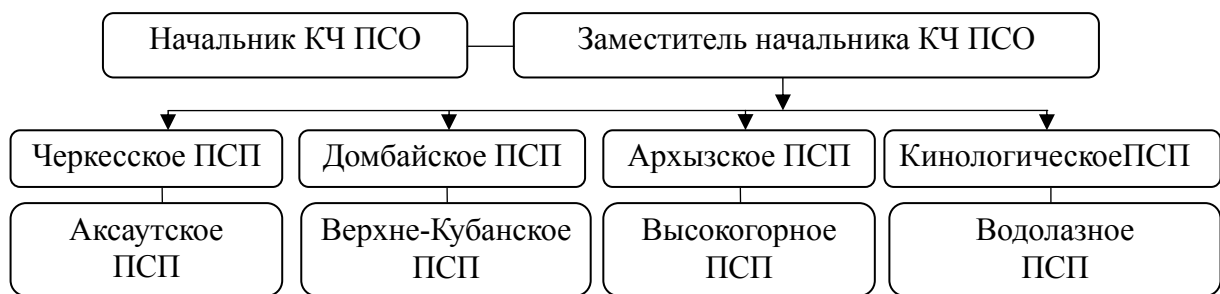 Начальник КЧ ПСО
Заместитель начальника КЧ ПСО
Черкесское ПСП
Домбайское ПСП
Архызское ПСП
КинологическоеПСП
Аксаутское
ПСП
Верхне-Кубанское
ПСП
Высокогорное
ПСП
Водолазное
ПСП